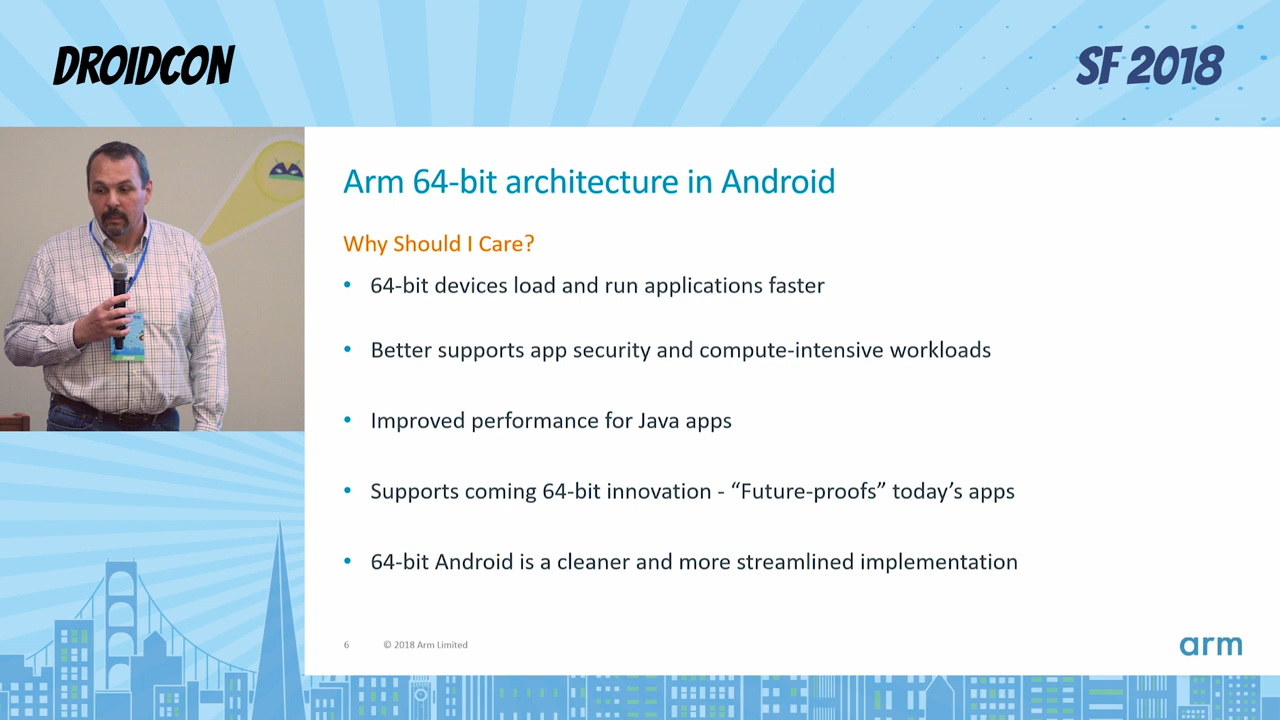 DROIDCON
SF 2018
Arm 64-bit architecture in Android
Why Should I Care?
• 64-bit devices load and run applications faster
• Better supports app security and compute-intensive workloads
• Improved performance for Java apps
• Supports coming 64-bit innovation - “Future-proofs” today’s apps
• 64-bit Android is a cleaner and more streamlined implementation
6
© 2018 Arm Limited
arm